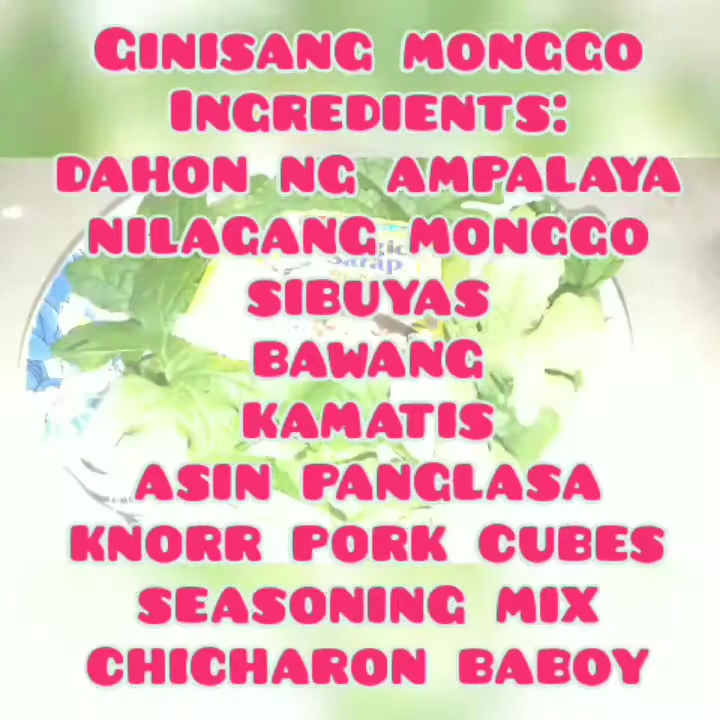 GINISANG MONGGO
INGREDIENTS:
DAHON NG AMPALAYA
NILAGANG MONGGO
SIBUYAS
BAWANG
KAMATIS
ASIN PANGLASA
KNORR PORK CUBES
SEASONING MIX
CHICHARON BABOY
Sarap